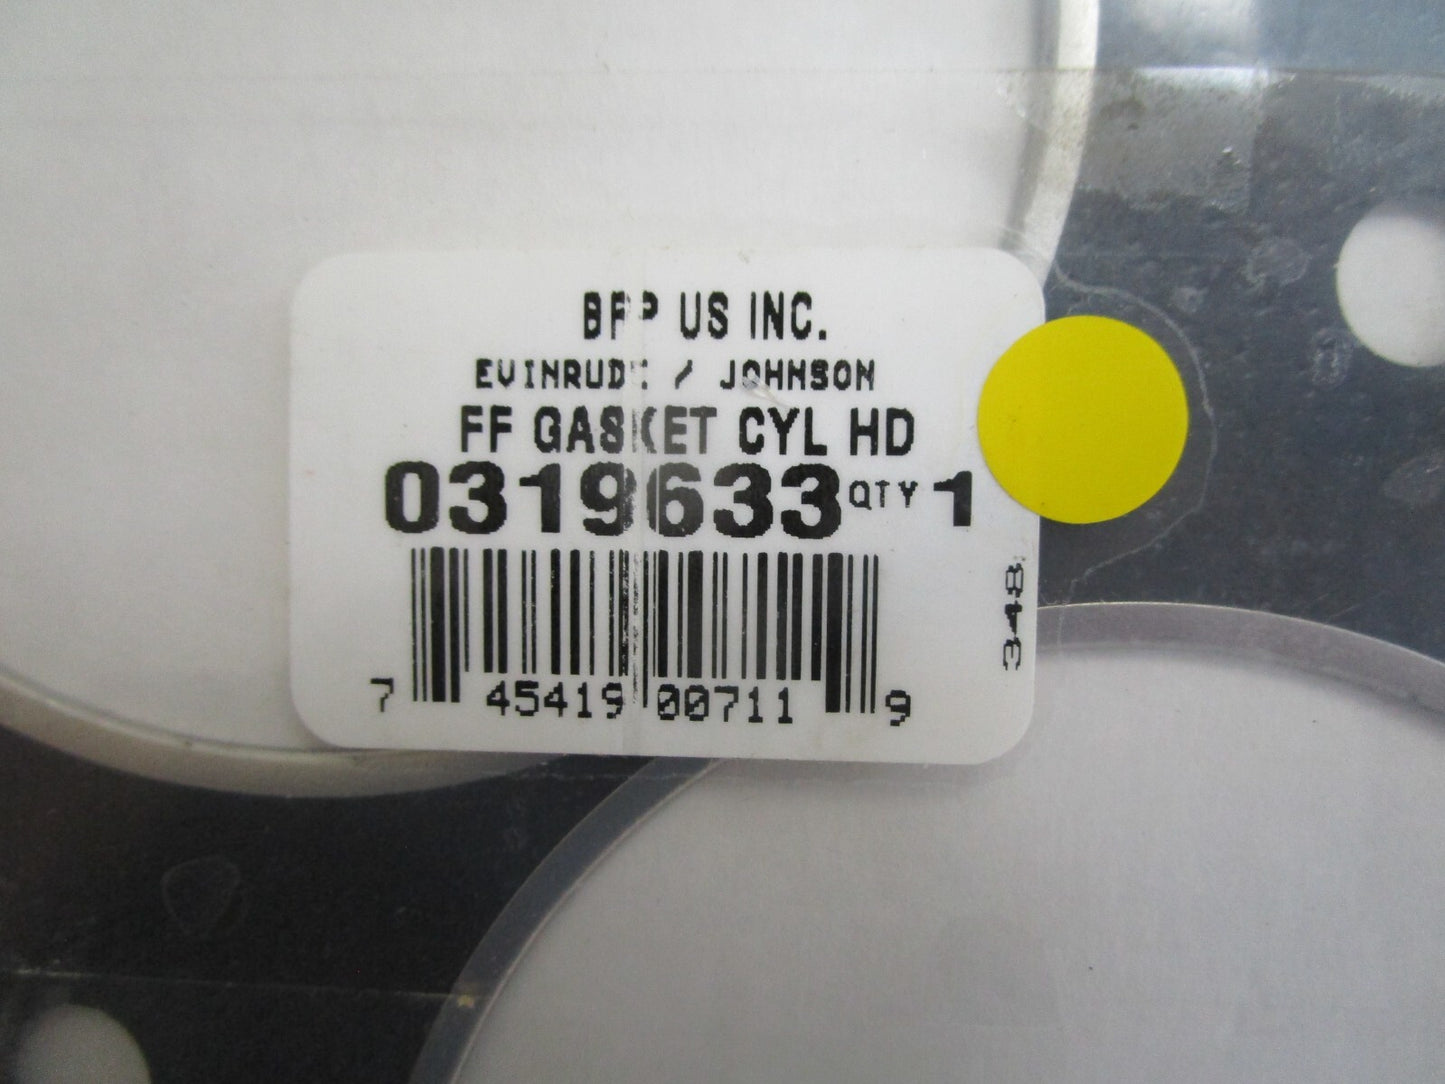 BRP US INC.
EVINRUDE / JOHNSON
FF GASKET CYL HD
0319633 QTY 1
7 45419 00711 9
348